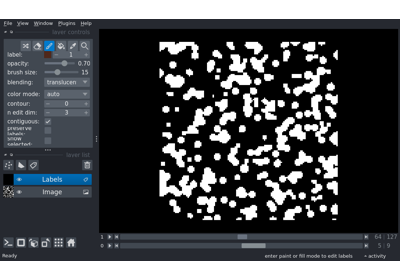 File View Window Plugins Help
layer controls
label: 1
opacity: 0.70
brush size: 15
blending: translucen
color mode: auto
contour: 0
n edit dim: 3
contiguous:
preserve
labels:
show
selected:
layer list
Labels
Image
1 64 127
0 5 9
Ready enter paint or fill mode to edit labels activity